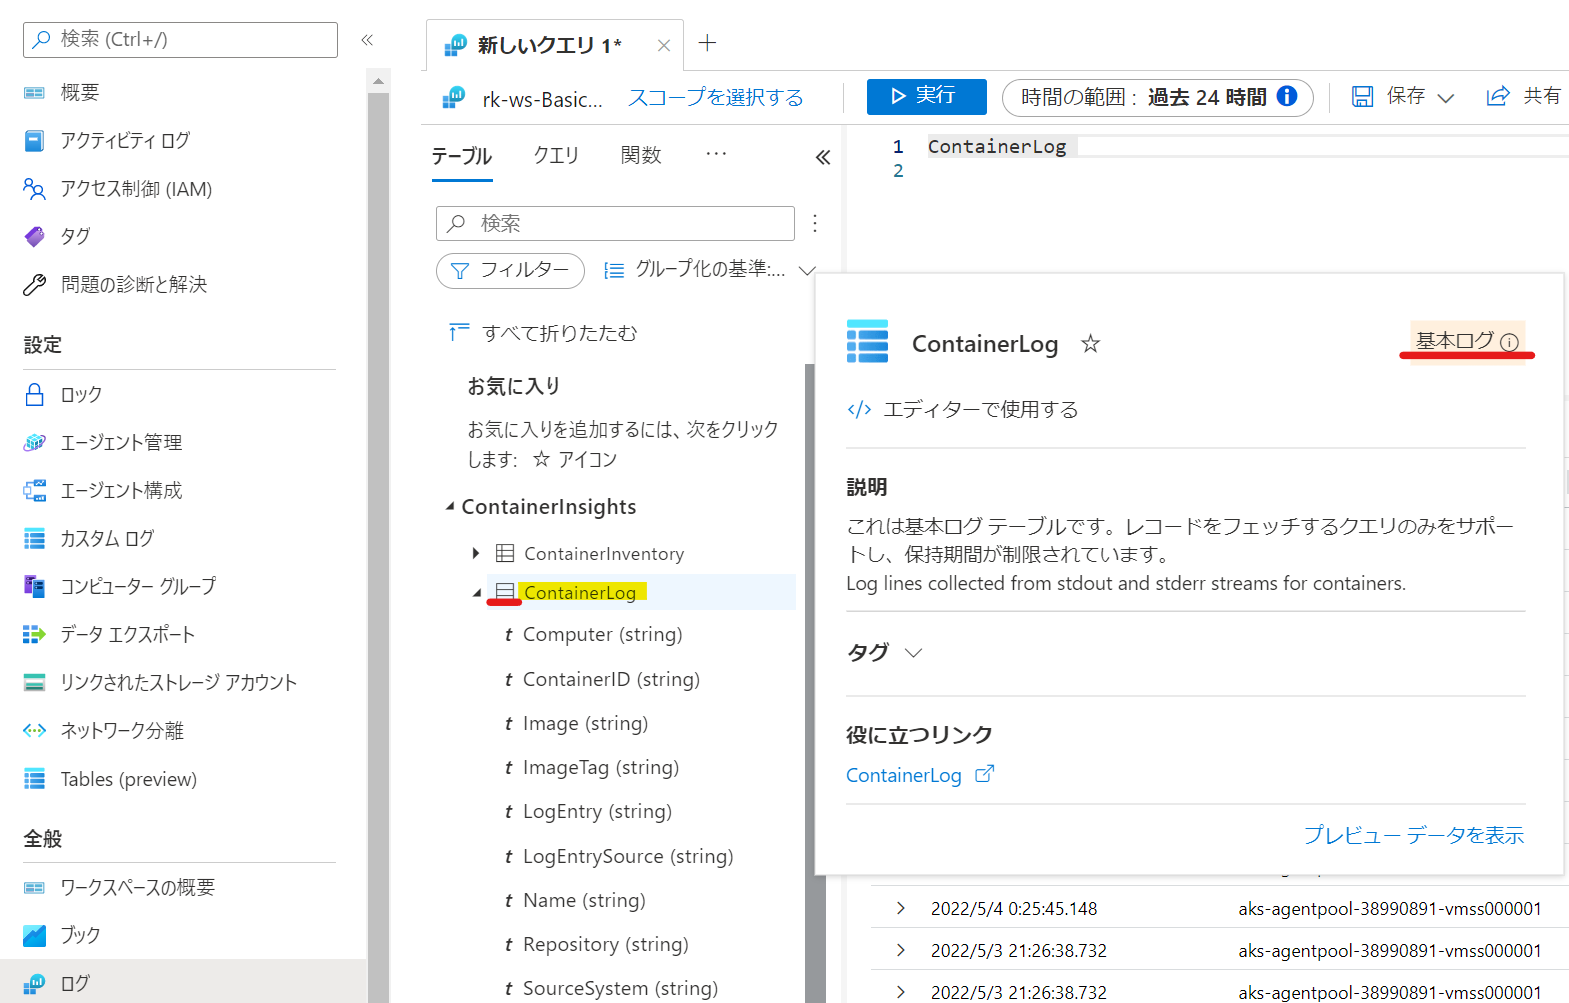 検索 (Ctrl+/)
«
概要
アクティビティ ログ
アクセス制御 (IAM)
タグ
問題の診断と解決
設定
ロック
エージェント管理
エージェント構成
カスタム ログ
コンピューター グループ
データ エクスポート
リンクされたストレージ アカウント
ネットワーク分離
Tables (preview)
全般
ワークスペースの概要
ブック
ログ
新しいクエリ 1*
rk-ws-Basic...
スコープを選択する
実行
時間の範囲 : 過去 24 時間
保存
共有
テーブル
クエリ
関数
...
«
検索
フィルター
グループ化の基準:...
すべて折りたたむ
お気に入り
お気に入りを追加するには、次をクリック
します: ☆ アイコン
ContainerInsights
ContainerInventory
ContainerLog
t Computer (string)
t ContainerID (string)
t Image (string)
t ImageTag (string)
t LogEntry (string)
t LogEntrySource (string)
t Name (string)
t Repository (string)
t SourceSystem (string)
1 ContainerLog
2
ContainerLog ☆
基本ログ
</> エディターで使用する
説明
これは基本ログ テーブルです。レコードをフェッチするクエリのみをサポー
トし、保持期間が制限されています。
Log lines collected from stdout and stderr streams for containers.
タグ
役に立つリンク
ContainerLog
プレビュー データを表示
2022/5/4 0:25:45.148 aks-agentpool-38990891-vmss000001
2022/5/3 21:26:38.732 aks-agentpool-38990891-vmss000001
2022/5/3 21:26:38.732 aks-agentpool-38990891-vmss000001